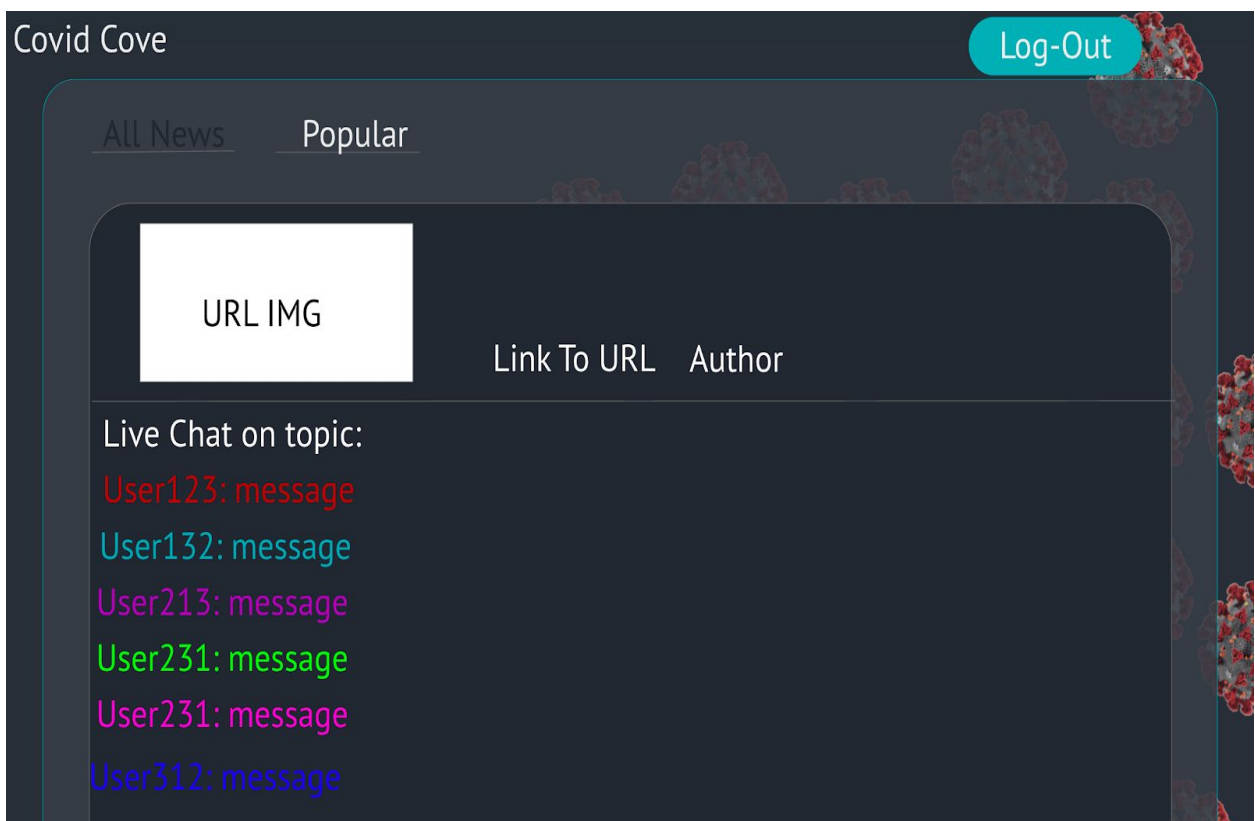 Covid Cove
Log-Out
All News Popular
URL IMG
Link To URL Author
Live Chat on topic:
User123: message
User132: message
User213: message
User231: message
User231: message
User312: message